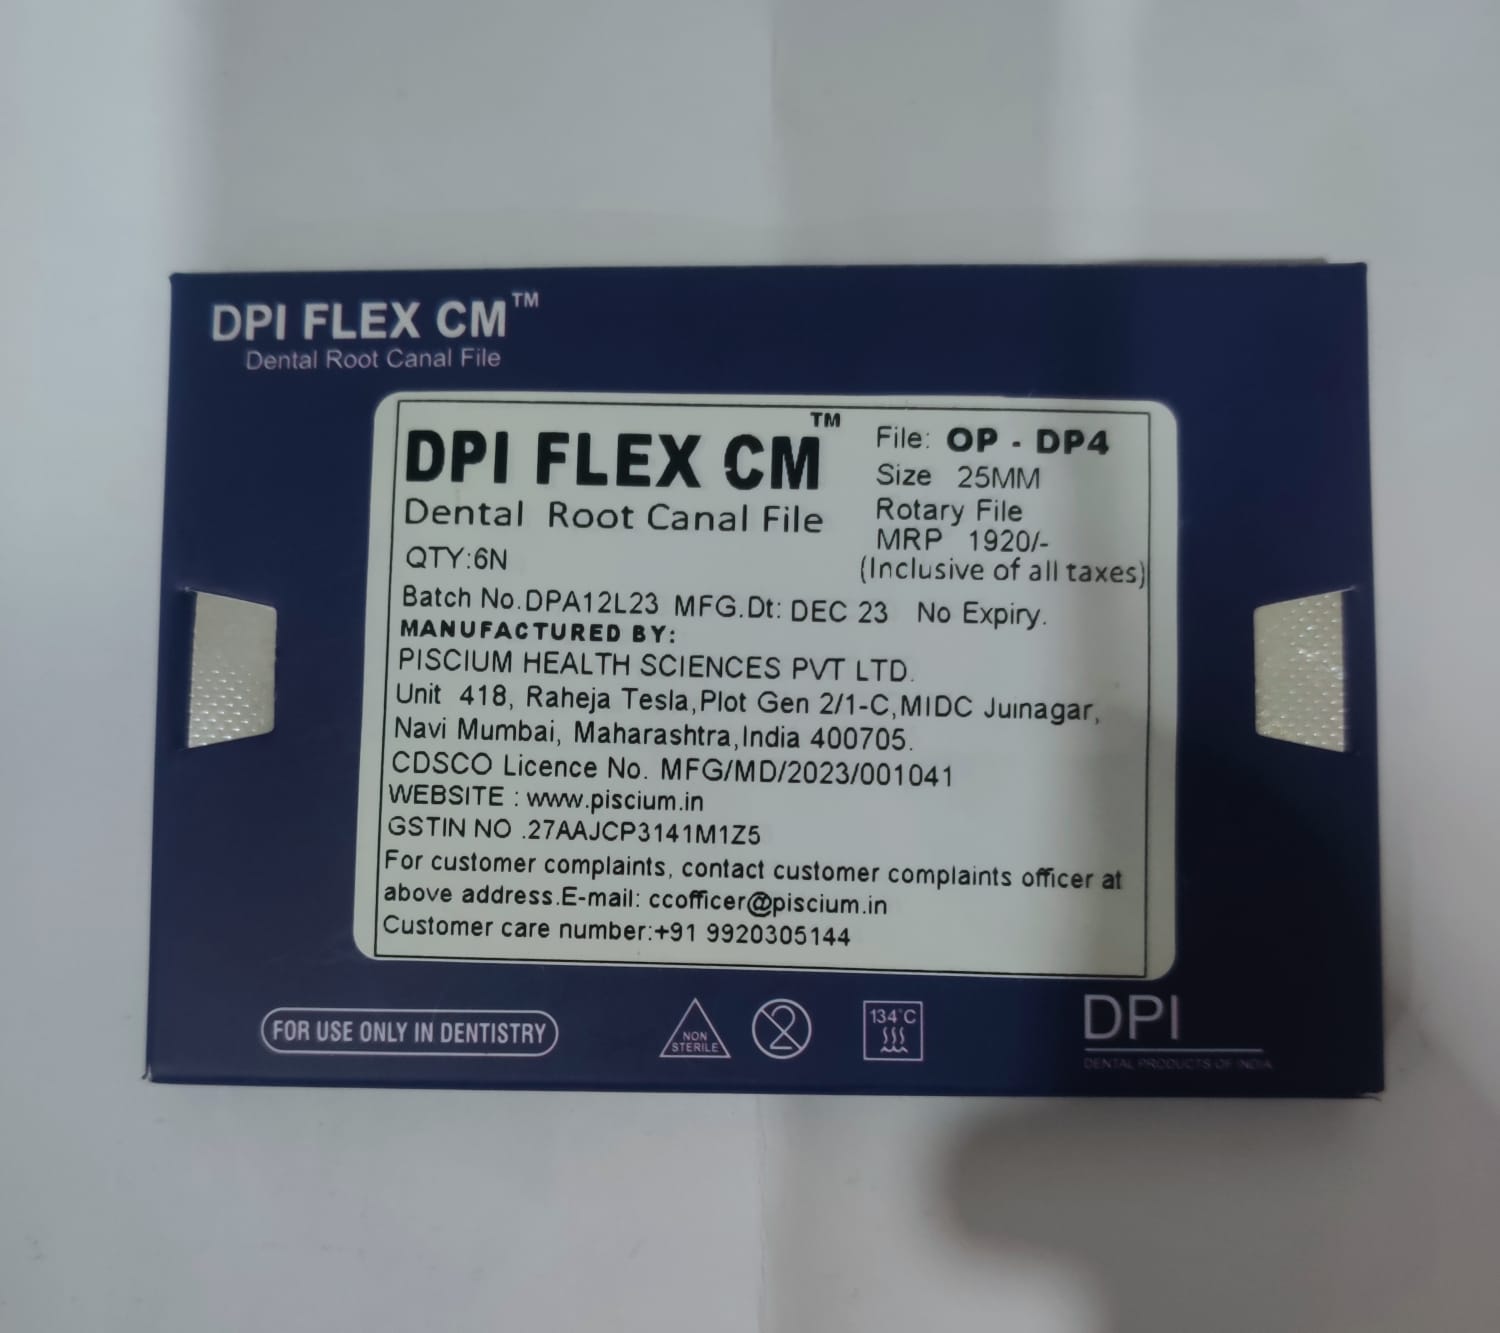 DPI FLEX CM™
Dental Root Canal File
DPI FLEX CM™
Dental Root Canal File
QTY:6N
File: OP - DP4
Size 25MM
Rotary File
MRP 1920/-
(Inclusive of all taxes)
Batch No.DPA12L23 MFG.Dt: DEC 23 No Expiry.
MANUFACTURED BY:
PISCIUM HEALTH SCIENCES PVT LTD.
Unit 418, Raheja Tesla,Plot Gen 2/1-C,MIDC Juinagar,
Navi Mumbai, Maharashtra,India 400705.
CDSCO Licence No. MFG/MD/2023/001041
WEBSITE : www.piscium.in
GSTIN NO .27AAJCP3141M1Z5
For customer complaints, contact customer complaints officer at
above address.E-mail: ccofficer@piscium.in
Customer care number:+91 9920305144
FOR USE ONLY IN DENTISTRY
NON
STERILE
2
134°C
DPI
DENTAL PRODUCTS OF INDIA